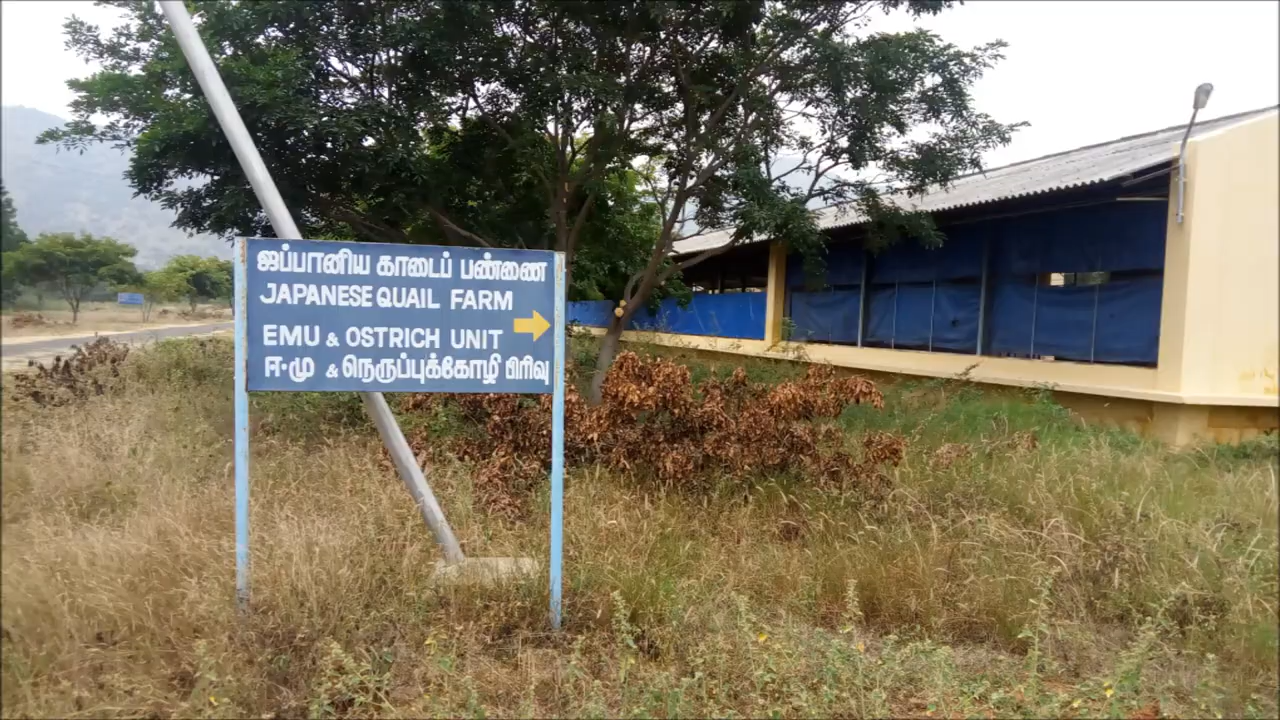 ஜப்பானிய காடைப் பண்ணை
JAPANESE QUAIL FARM
EMU & OSTRICH UNIT
ஈ.மு & நெருப்புக்கோழி பிரிவு